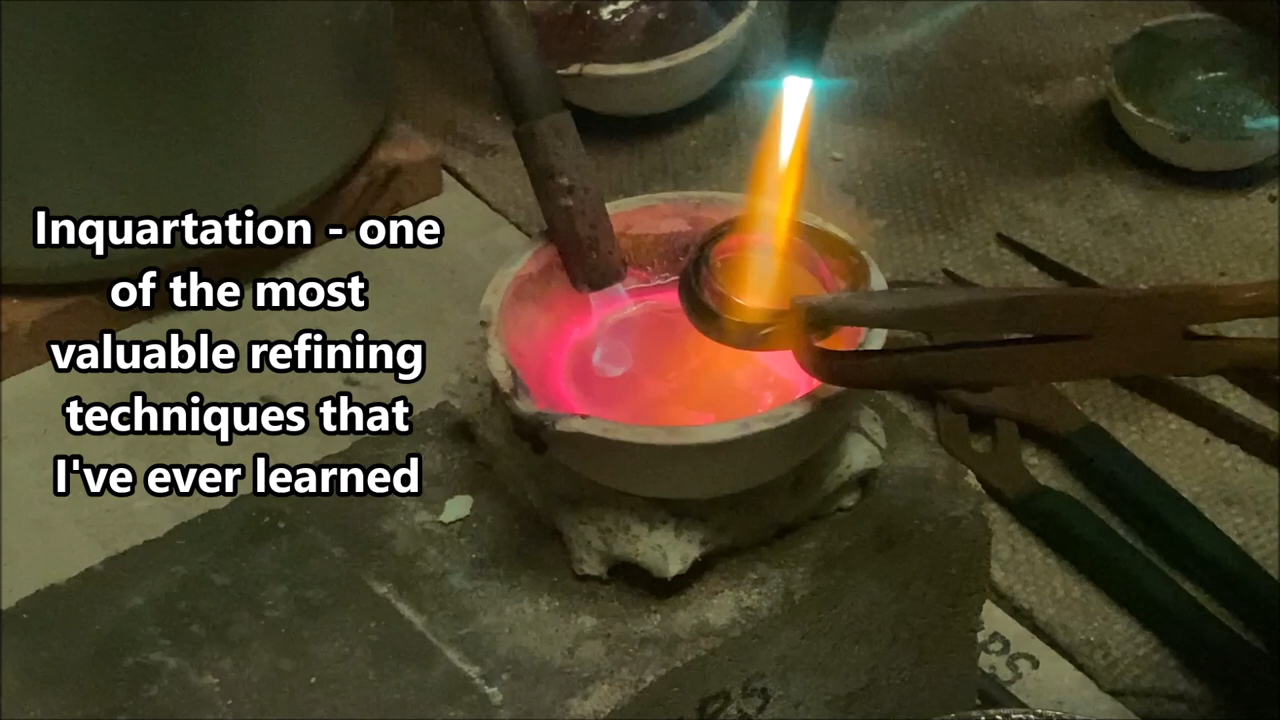 Inquartation - one
of the most
valuable refining
techniques that
I've ever learned